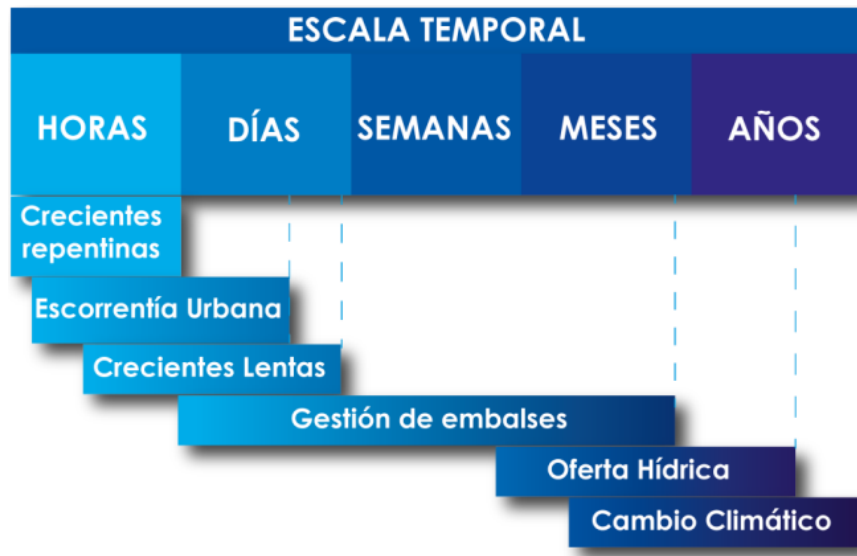 ESCALA TEMPORAL
HORAS
DÍAS
SEMANAS
MESES
AÑOS
Crecientes
repentinas
Escorrentía Urbana
Crecientes Lentas
Gestión de embalses
Oferta Hídrica
Cambio Climático